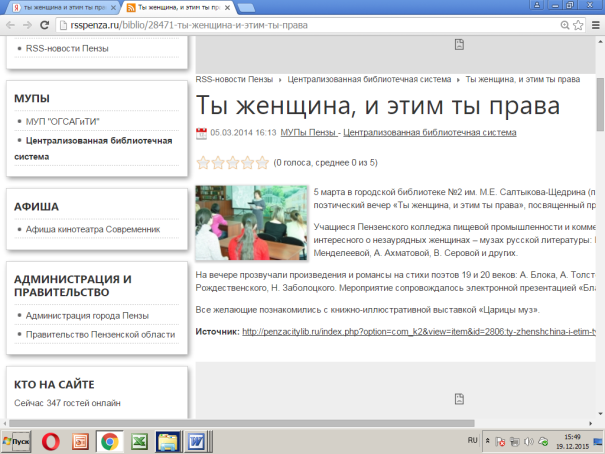 ты женщина и этим ты пра
Ты женщина, и этим ты пр
rsspenza.ru/biblio/28471-ты-женщина-и-этим-ты-права
RSS-новости Пензы
МУПЫ
МУП "ОГСАГиТИ"
Централизованная библиотечная
система
АФИША
Афиша кинотеатра Современник
АДМИНИСТРАЦИЯ И
ПРАВИТЕЛЬСТВО
Администрация города Пензы
Правительство Пензенской области
КТО НА САЙТЕ
Сейчас 347 гостей онлайн
RSS-новости Пензы Централизованная библиотечная система Ты женщина, и этим ты права
Ты женщина, и этим ты права
05.03.2014 16:13 МУПы Пензы - Централизованная библиотечная система
(0 голоса, среднее 0 из 5)
5 марта в городской библиотеке №2 им. М.Е. Салтыкова-Щедрина
поэтический вечер «Ты женщина, и этим ты права», посвященный
Учащиеся Пензенского колледжа пищевой промышленности и
интересного о незаурядных женщинах – музах русской литературы:
Менделеевой, А. Ахматовой, В. Серовой и других.
На вечере прозвучали произведения и романсы на стихи поэтов 19 и 20 веков: А. Блока, А. Толст
Рождественского, Н. Заболоцкого. Мероприятие сопровождалось электронной презентацией «Бла
Все желающие познакомились с книжно-иллюстративной выставкой «Царицы муз».
Источник: http://penzacitylib.ru/index.php?option=com_k2&view=item&id=2806:ty-zhenshchina-i-etim-t
Пуск
RU
15:49
19.12.2015